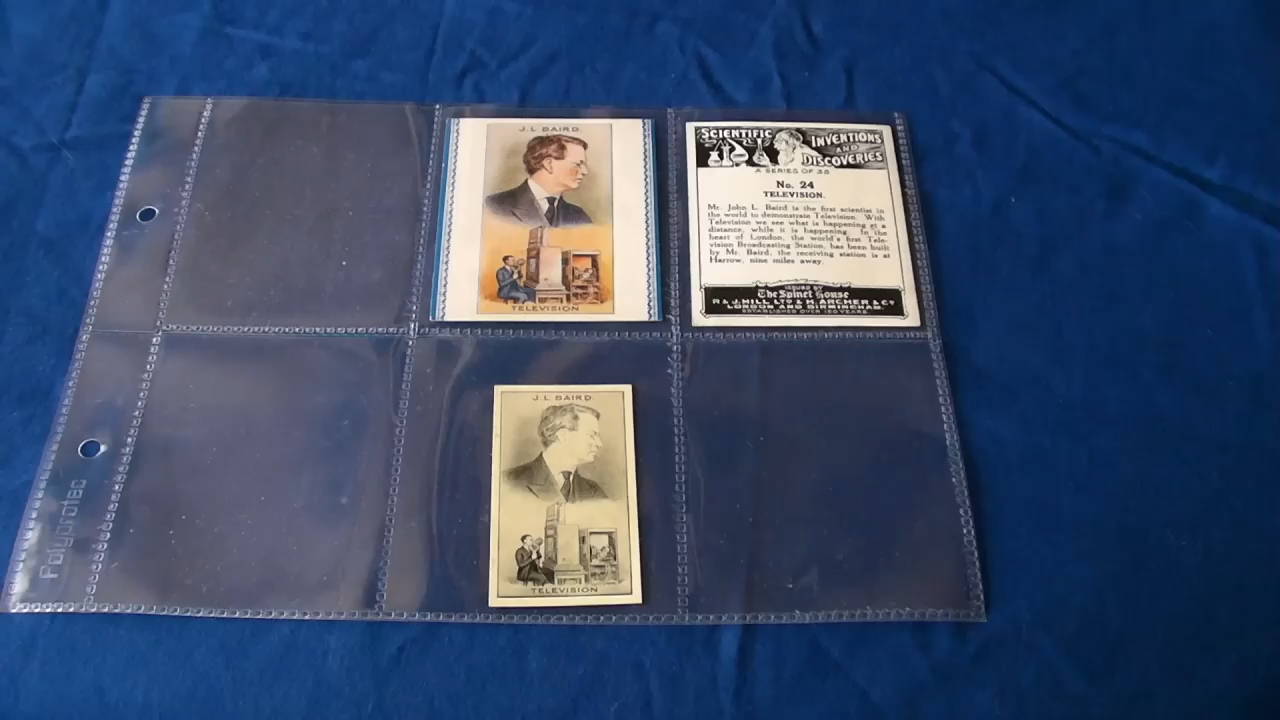 J. L. BAIRD.
TELEVISION
SCIENTIFIC
INVENTIONS
AND
DISCOVERIES
A SERIES OF 35
No. 24
TELEVISION.
Mr. John L. Baird is the first scientist in
the world to demonstrate Television. With
Television we see what is happening at a
distance, while it is happening. In the
heart of London, the world's first Tele-
vision Broadcasting Station, has been built
by Mr. Baird, the receiving station is at
Harrow, nine miles away.
ISSUED BY
The Spinet House
R & J. HILL LTD & H. ARCHER & Co
LONDON AND BIRMINGHAM.
ESTABLISHED OVER 150 YEARS.
J. L. BAIRD.
TELEVISION
Polyprotec